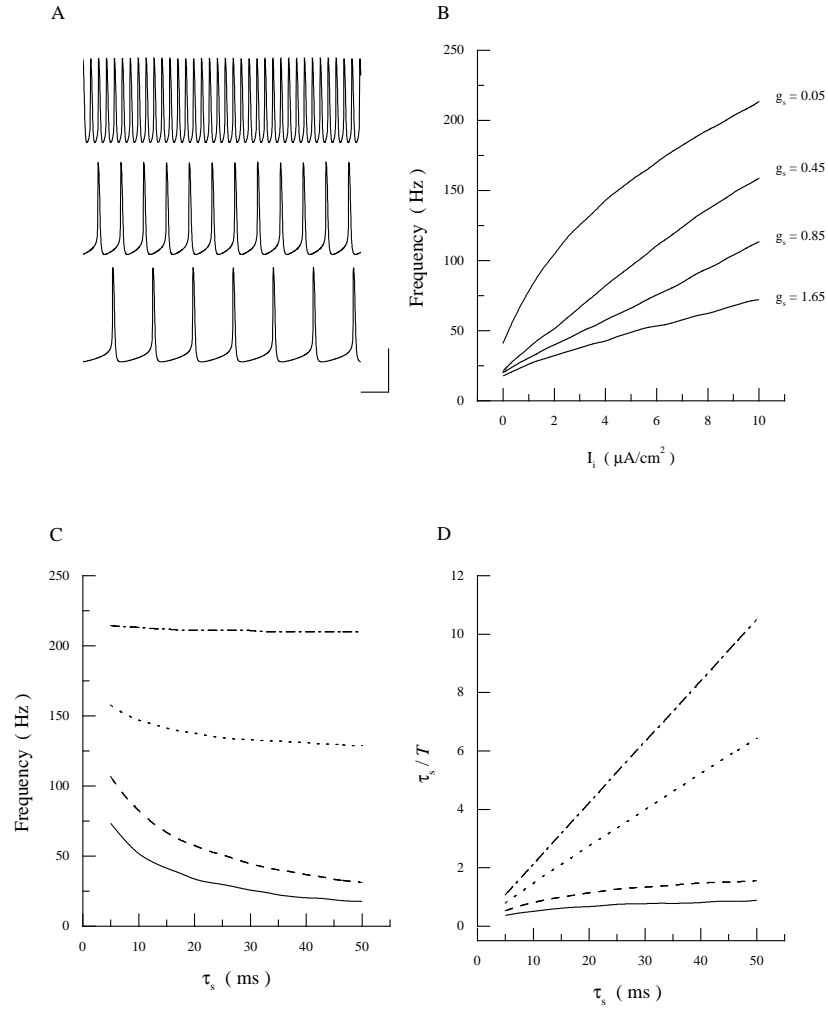 A
B
250
200
150
100
50
0
Frequency ( Hz )
0 2 4 6 8 10
I_i ( μA/cm² )
g_s = 0.05
g_s = 0.45
g_s = 0.85
g_s = 1.65
C
D
250
200
150
100
50
0
Frequency ( Hz )
0 10 20 30 40 50
τ_s ( ms )
12
10
8
6
4
2
0
τ_s / T
0 10 20 30 40 50
τ_s ( ms )